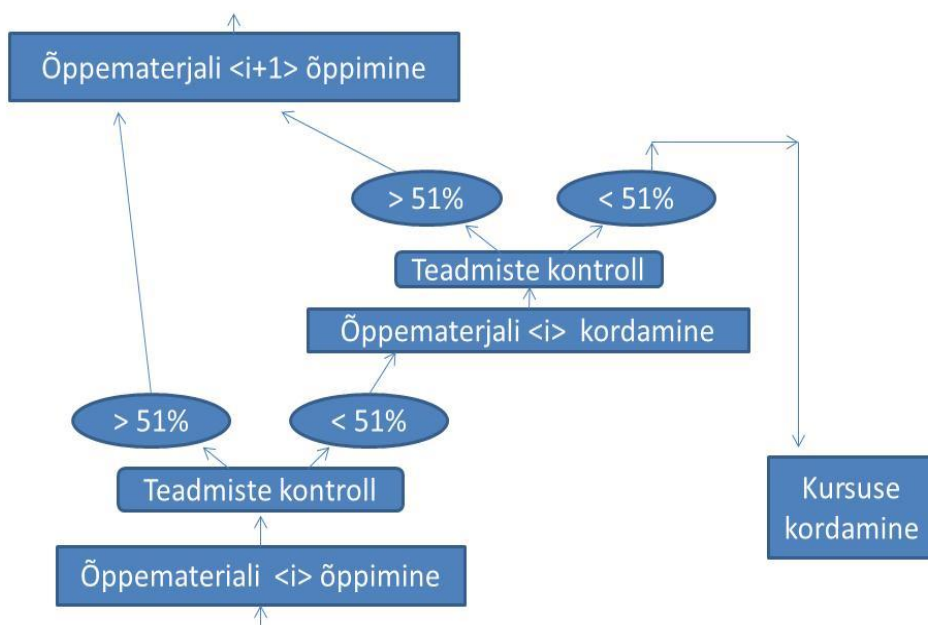 Õppematerjali <i+1> õppimine
> 51%
< 51%
Teadmiste kontroll
Õppematerjali <i> kordamine
> 51%
< 51%
Teadmiste kontroll
Kursuse
kordamine
Õppemateriali <i> õppimine